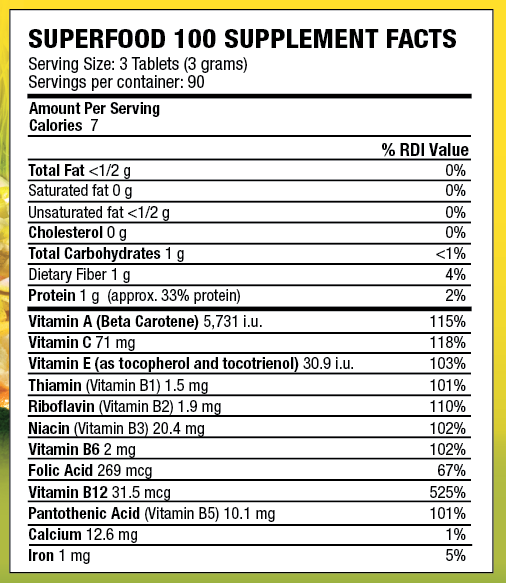 SUPERFOOD 100 SUPPLEMENT FACTS
Serving Size: 3 Tablets (3 grams)
Servings per container: 90
Amount Per Serving
Calories 7
% RDI Value
Total Fat <1/2 g 0%
Saturated fat 0 g 0%
Unsaturated fat <1/2 g 0%
Cholesterol 0 g 0%
Total Carbohydrates 1 g <1%
Dietary Fiber 1 g 4%
Protein 1 g (approx. 33% protein) 2%
Vitamin A (Beta Carotene) 5,731 i.u. 115%
Vitamin C 71 mg 118%
Vitamin E (as tocopherol and tocotrienol) 30.9 i.u. 103%
Thiamin (Vitamin B1) 1.5 mg 101%
Riboflavin (Vitamin B2) 1.9 mg 110%
Niacin (Vitamin B3) 20.4 mg 102%
Vitamin B6 2 mg 102%
Folic Acid 269 mcg 67%
Vitamin B12 31.5 mcg 525%
Pantothenic Acid (Vitamin B5) 10.1 mg 101%
Calcium 12.6 mg 1%
Iron 1 mg 5%